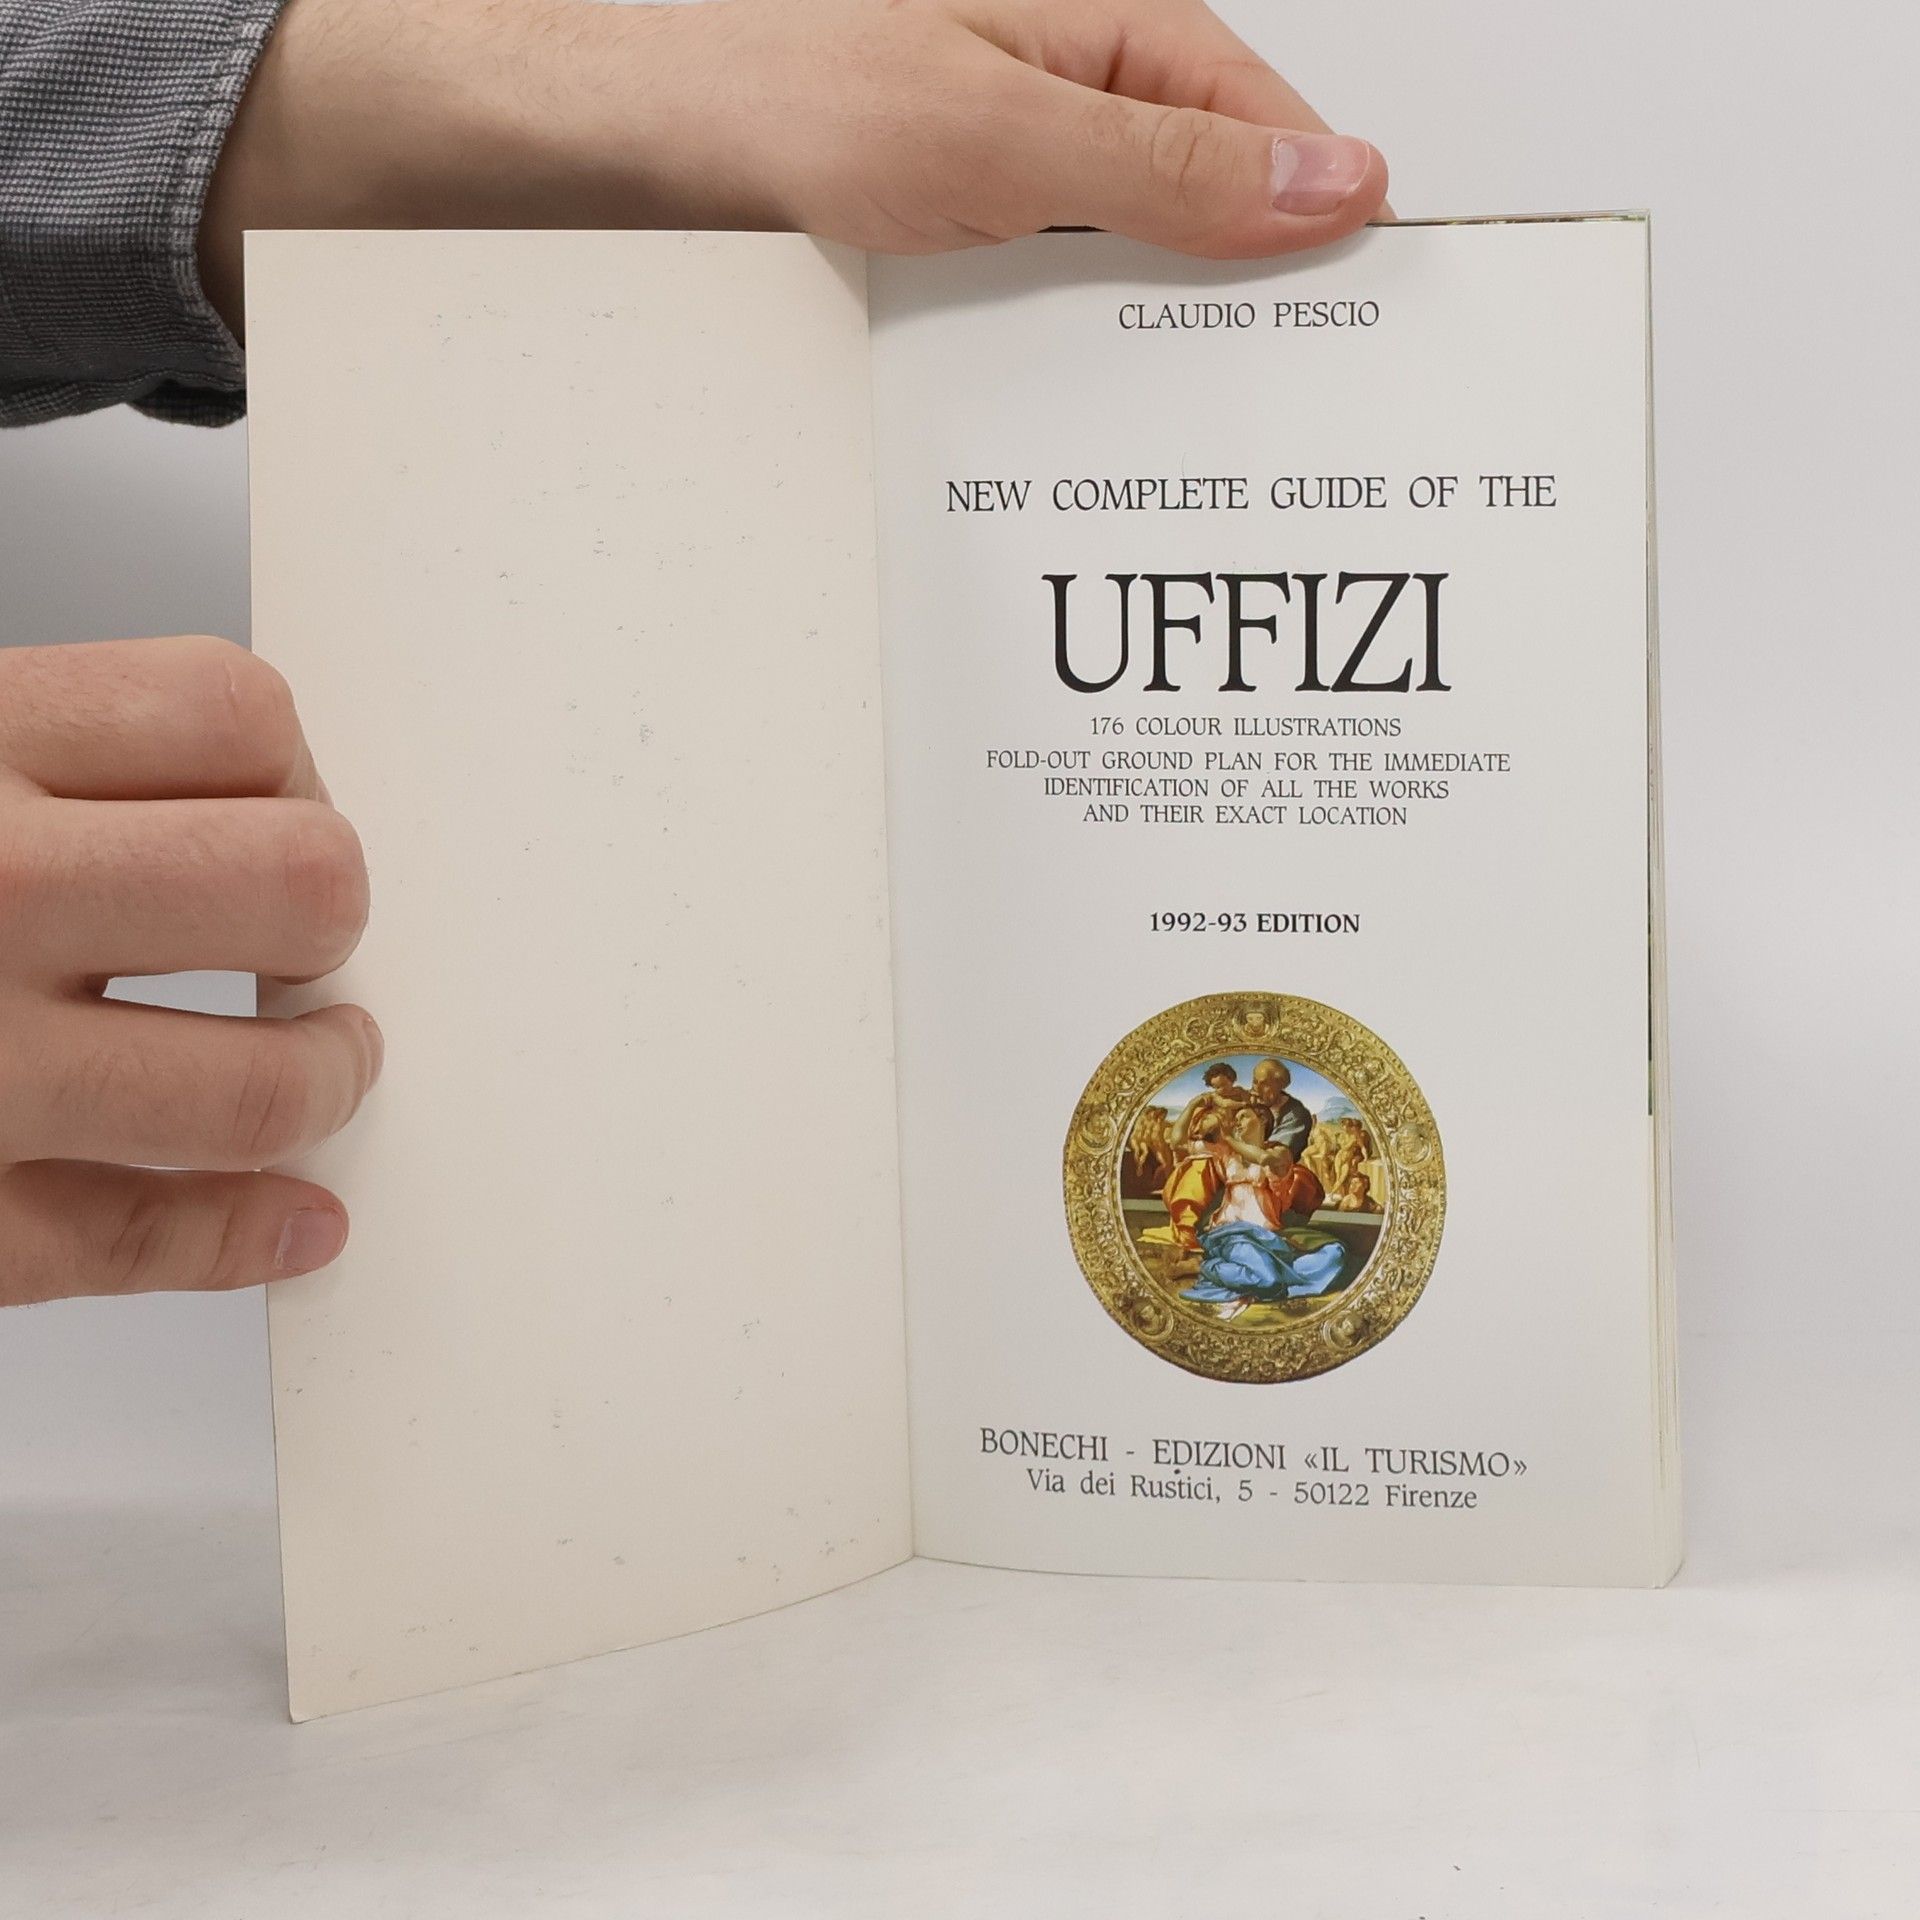 CLAUDIO PESCIO
NEW COMPLETE GUIDE OF THE
UFFIZI
176 COLOUR ILLUSTRATIONS
FOLD-OUT GROUND PLAN FOR THE IMMEDIATE
IDENTIFICATION OF ALL THE WORKS
AND THEIR EXACT LOCATION
1992-93 EDITION
BONECHI - EDIZIONI «IL TURISMO»
Via dei Rustici, 5 - 50122 Firenze